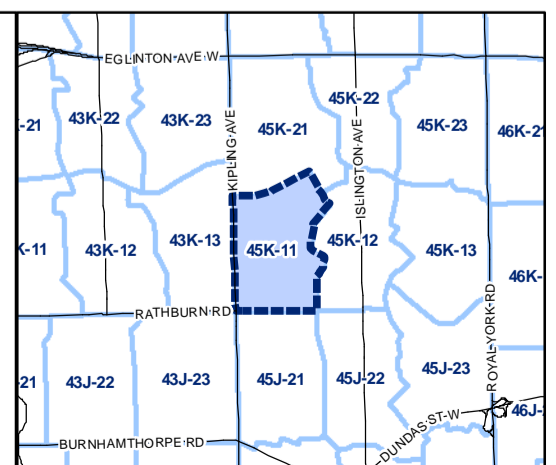 EGLINTON AVE W
45K-22
-21
43K-22
43K-23
45K-21
45K-23
46K-21
KIPLING AVE
ISLINGTON AVE
K-11
43K-12
43K-13
45K-11
45K-12
45K-13
46K-
RATHBURN RD
ROYAL YORK RD
21
43J-22
43J-23
45J-21
45J-22
45J-23
46J-
DUNDAS ST W
BURNHAMTHORPE RD